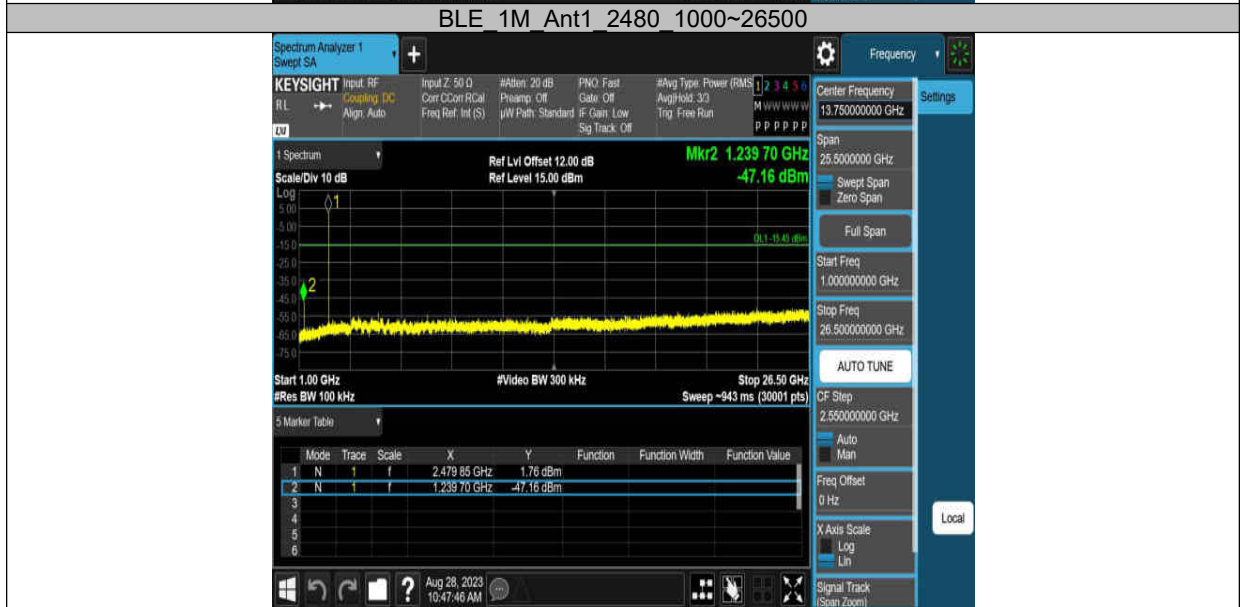 BLE_1M_Ant1_2480_1000~26500
Spectrum Analyzer 1
Swept SA
+
Frequency
KEYSIGHT
RL
LXI
Input: RF
Coupling: DC
Align: Auto
Input Z: 50 Ω
Corr CCorr RCal
Freq Ref: Int (S)
#Atten: 20 dB
Preamp: Off
µW Path: Standard
PNO: Fast
Gate: Off
IF Gain: Low
Sig Track: Off
#Avg Type: Power (RMS
Avg|Hold: 3/3
Trig: Free Run
1 2 3 4 5 6
M W W W W W
P P P P P P
1 Spectrum
Scale/Div 10 dB
Log
Ref Lvl Offset 12.00 dB
Ref Level 15.00 dBm
Mkr2 1.239 70 GHz
-47.16 dBm
5.00
-5.00
-15.0
-25.0
-35.0
-45.0
-55.0
-65.0
-75.0
1
2
DL1 -15.49 dBm
Start 1.00 GHz
#Res BW 100 kHz
#Video BW 300 kHz
Stop 26.50 GHz
Sweep ~943 ms (30001 pts)
5 Marker Table
Mode Trace Scale X Y Function Function Width Function Value
1 N 1 f 2.479 85 GHz 1.76 dBm
2 N 1 f 1.239 70 GHz -47.16 dBm
3
4
5
6
Center Frequency
13.750000000 GHz
Settings
Span
25.5000000 GHz
Swept Span
Zero Span
Full Span
Start Freq
1.000000000 GHz
Stop Freq
26.500000000 GHz
AUTO TUNE
CF Step
2.550000000 GHz
Auto
Man
Freq Offset
0 Hz
X Axis Scale
Log
Lin
Local
Signal Track
(Span Zoom)
?
Aug 28, 2023
10:47:46 AM